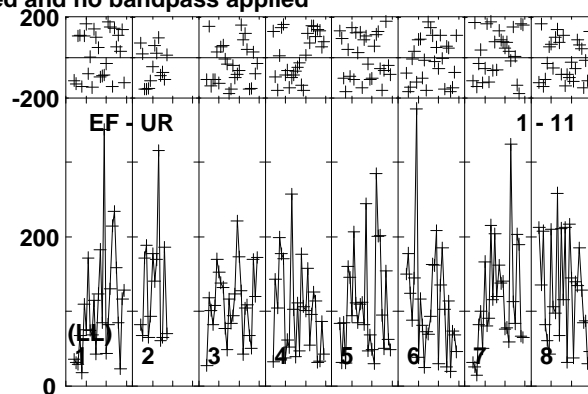 ed and no bandpass applied
200
-200
EF - UR 1 - 11
200
(LL)
1 2 3 4 5 6 7 8
0